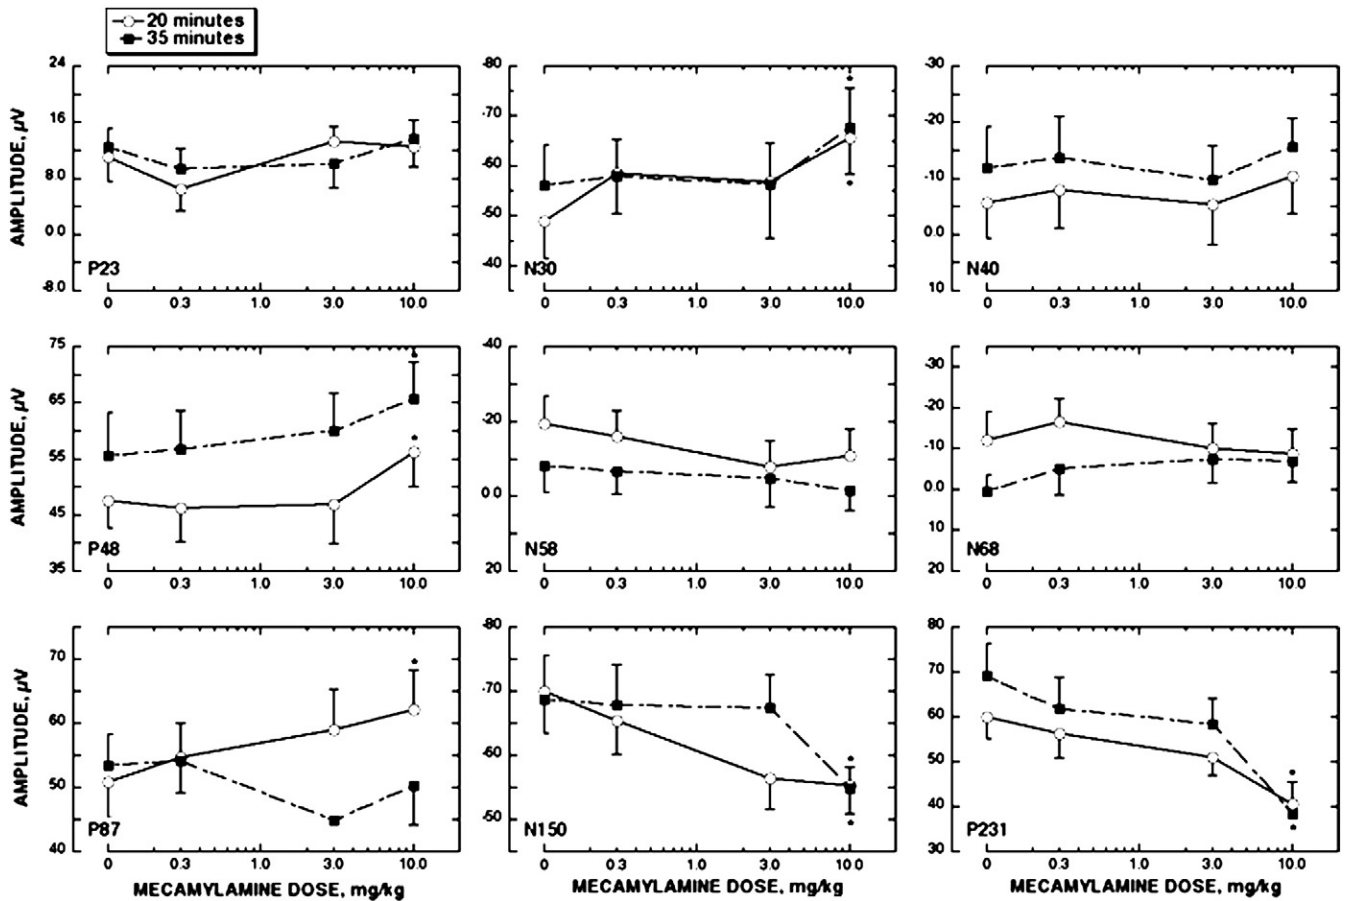 20 minutes
35 minutes
24
16
8.0
0.0
-8.0
AMPLITUDE, μV
P23
0 0.3 1.0 3.0 10.0
-80
-70
-60
-50
-40
N30
0 0.3 1.0 3.0 10.0
-30
-20
-10
0.0
10
N40
0 0.3 1.0 3.0 10.0
75
65
55
45
35
AMPLITUDE, μV
P48
0 0.3 1.0 3.0 10.0
-40
-20
0.0
20
N58
0 0.3 1.0 3.0 10.0
-30
-20
-10
0.0
10
20
N68
0 0.3 1.0 3.0 10.0
70
60
50
40
AMPLITUDE, μV
P87
0 0.3 1.0 3.0 10.0
MECAMYLAMINE DOSE, mg/kg
-80
-70
-60
-50
N150
0 0.3 1.0 3.0 10.0
MECAMYLAMINE DOSE, mg/kg
80
70
60
50
40
30
P231
0 0.3 1.0 3.0 10.0
MECAMYLAMINE DOSE, mg/kg